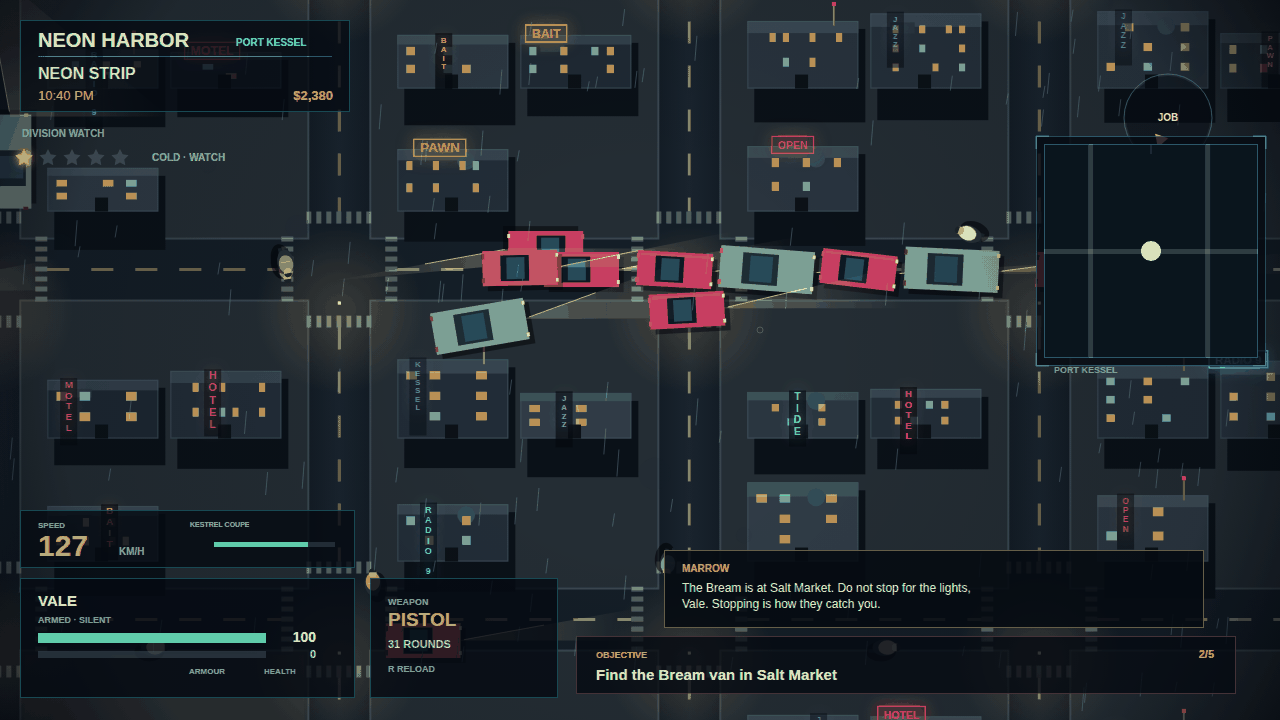 NEON HARBOR
PORT KESSEL
MOTEL
NEON STRIP
10:40 PM
$2,380
DIVISION WATCH
COLD · WATCH
BAIT
BAIT
JAZZ
JAZZ
PAWN
JOB
PAWN
OPEN
PORT KESSEL
MOTEL
HOTEL
KESSEL
JAZZ
TIDE
HOTEL
RADIO 9
OPEN
BAIT
SPEED
127
KM/H
KESTREL COUPE
VALE
ARMED · SILENT
100
0
ARMOUR
HEALTH
WEAPON
PISTOL
31 ROUNDS
R RELOAD
MARROW
The Bream is at Salt Market. Do not stop for the lights,
Vale. Stopping is how they catch you.
OBJECTIVE
2/5
Find the Bream van in Salt Market
HOTEL